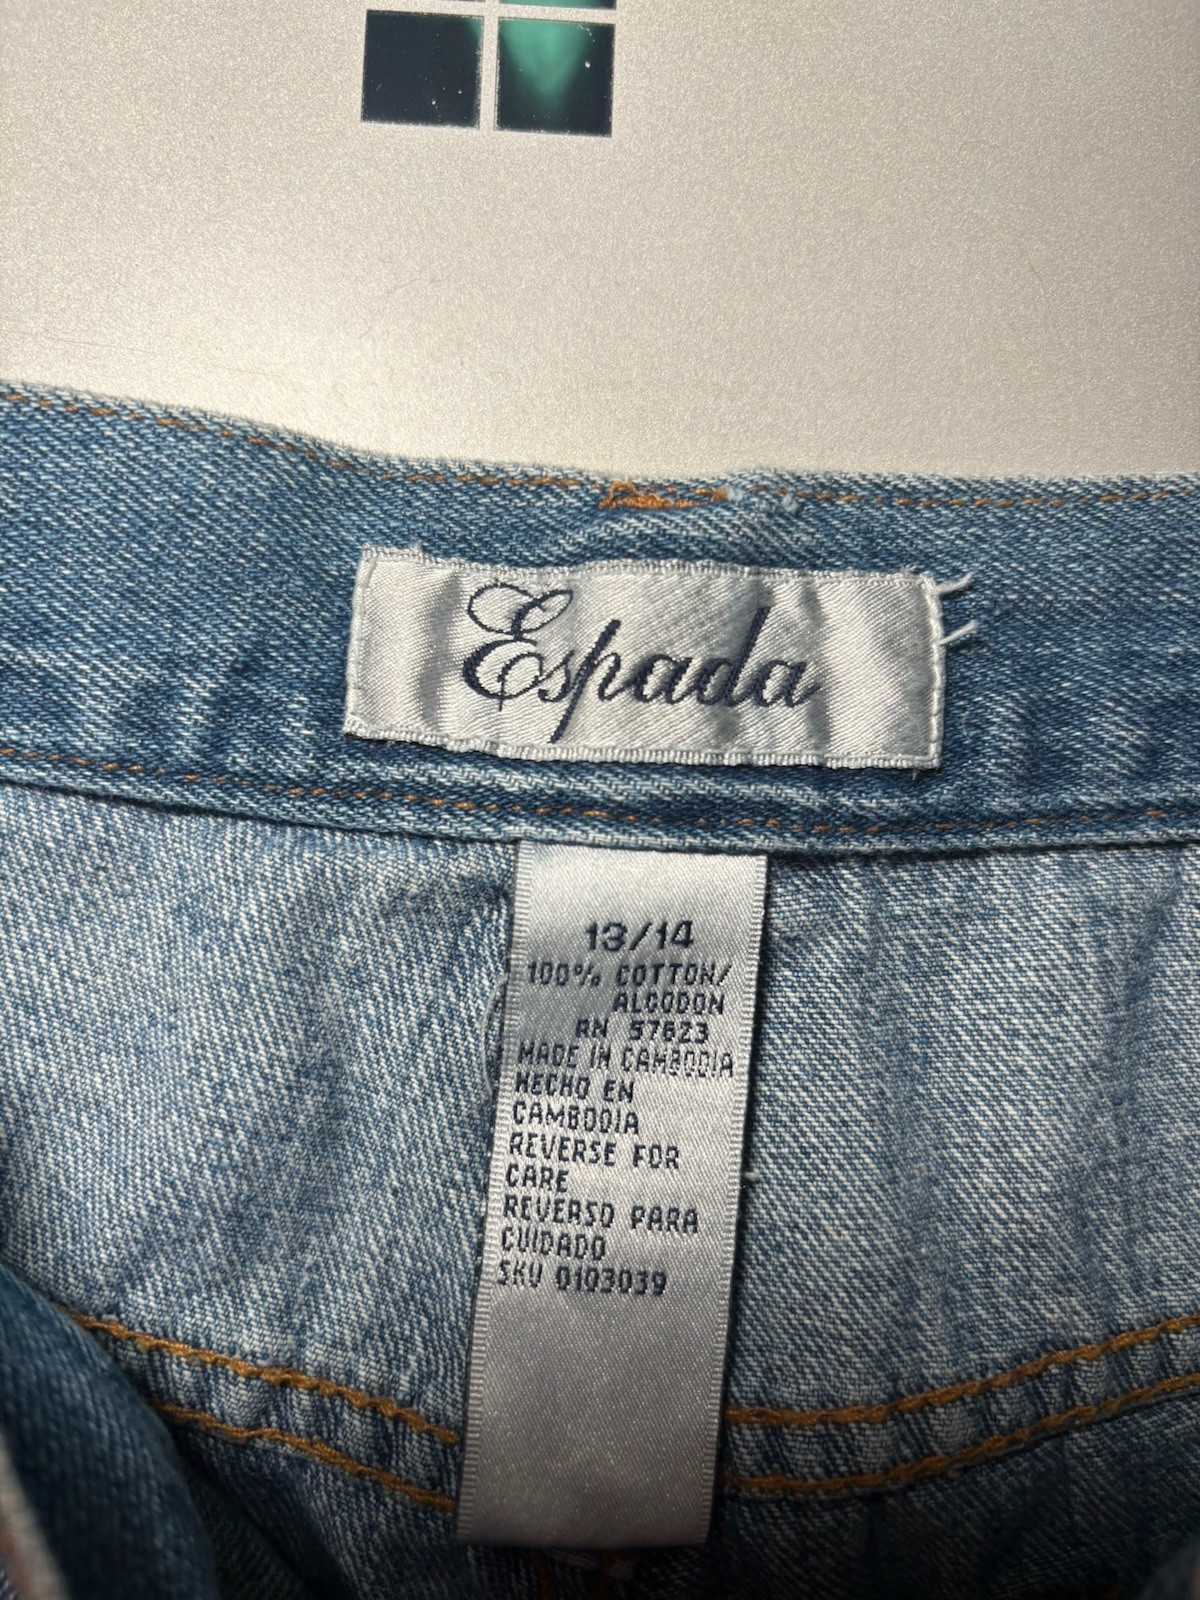 Espada
13/14
100% COTTON/
ALGODON
RN 57623
MADE IN CAMBODIA
HECHO EN
CAMBODIA
REVERSE FOR
CARE
REVERSO PARA
CUIDADO
SKU 0103039